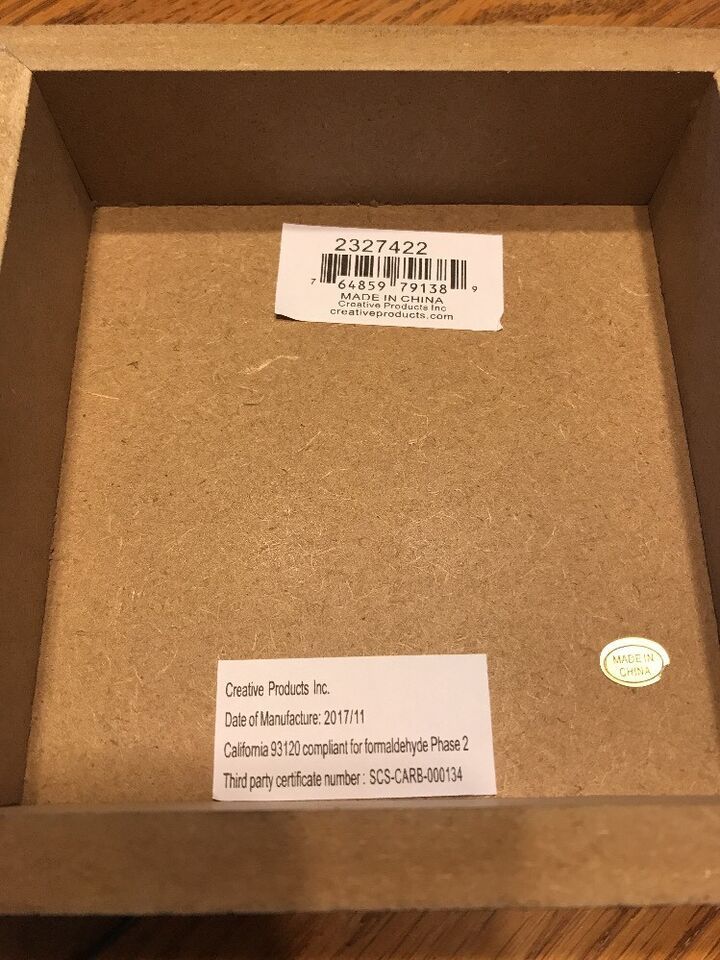 2327422
7 64859 79138 9
MADE IN CHINA
Creative Products Inc
creativeproducts.com
MADE IN
CHINA
Creative Products Inc.
Date of Manufacture: 2017/11
California 93120 compliant for formaldehyde Phase 2
Third party certificate number : SCS-CARB-000134